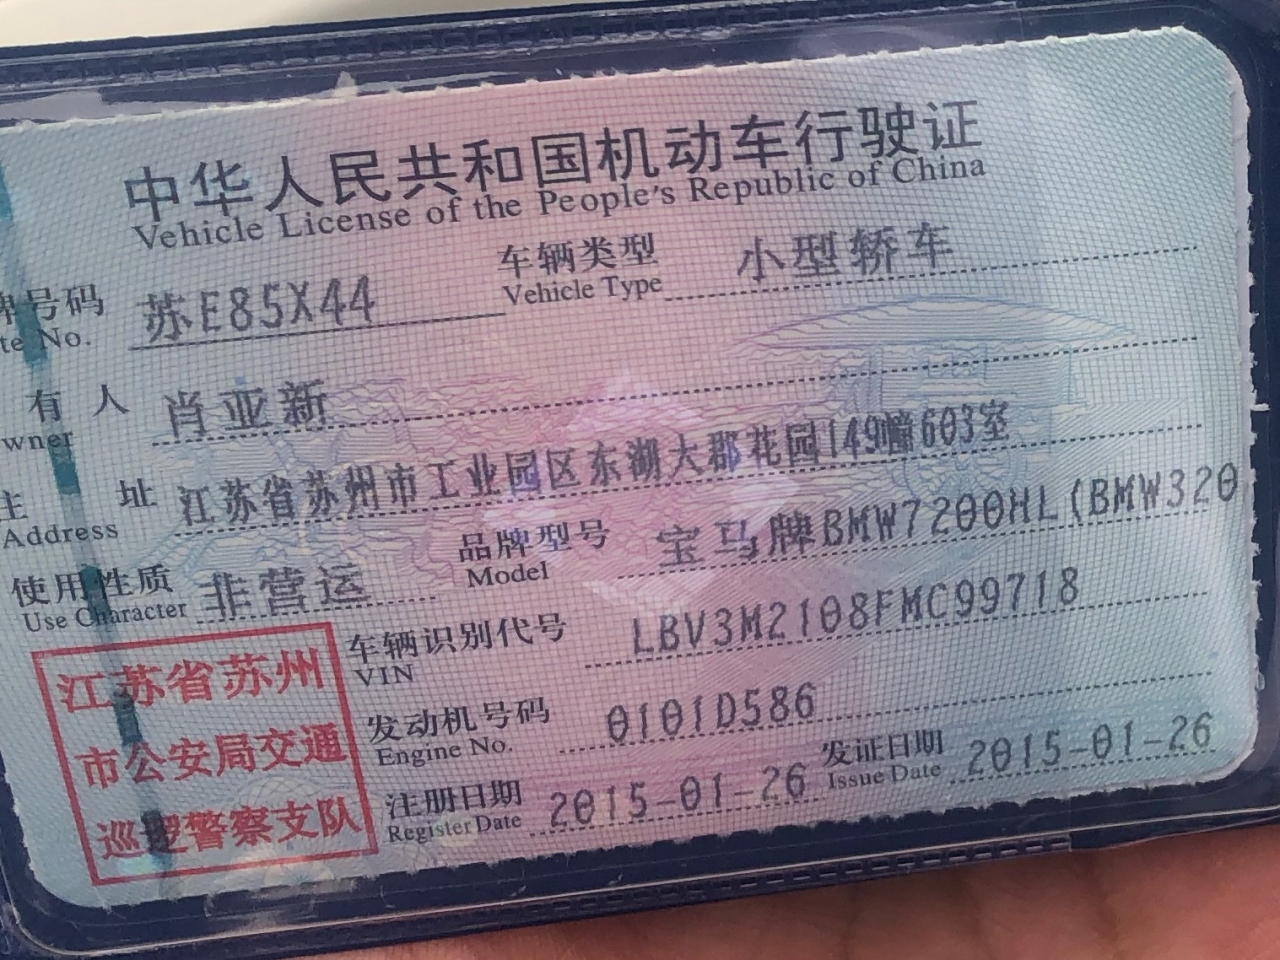 中华人民共和国机动车行驶证
Vehicle License of the People's Republic of China
牌号码 苏E85X44 车辆类型 小型轿车
te No. Vehicle Type
有人 肖亚新
wner
主址 江苏省苏州市工业园区东湖大郡花园149幢603室
Address
使用性质 非营运 品牌型号 宝马牌BMW7200HL(BMW320
Use Character Model
车辆识别代号 LBV3M2108FMC99718
VIN
发动机号码 0101D586
Engine No.
注册日期 2015-01-26 发证日期 2015-01-26
Register Date Issue Date
江苏省苏州
市公安局交通
巡逻警察支队